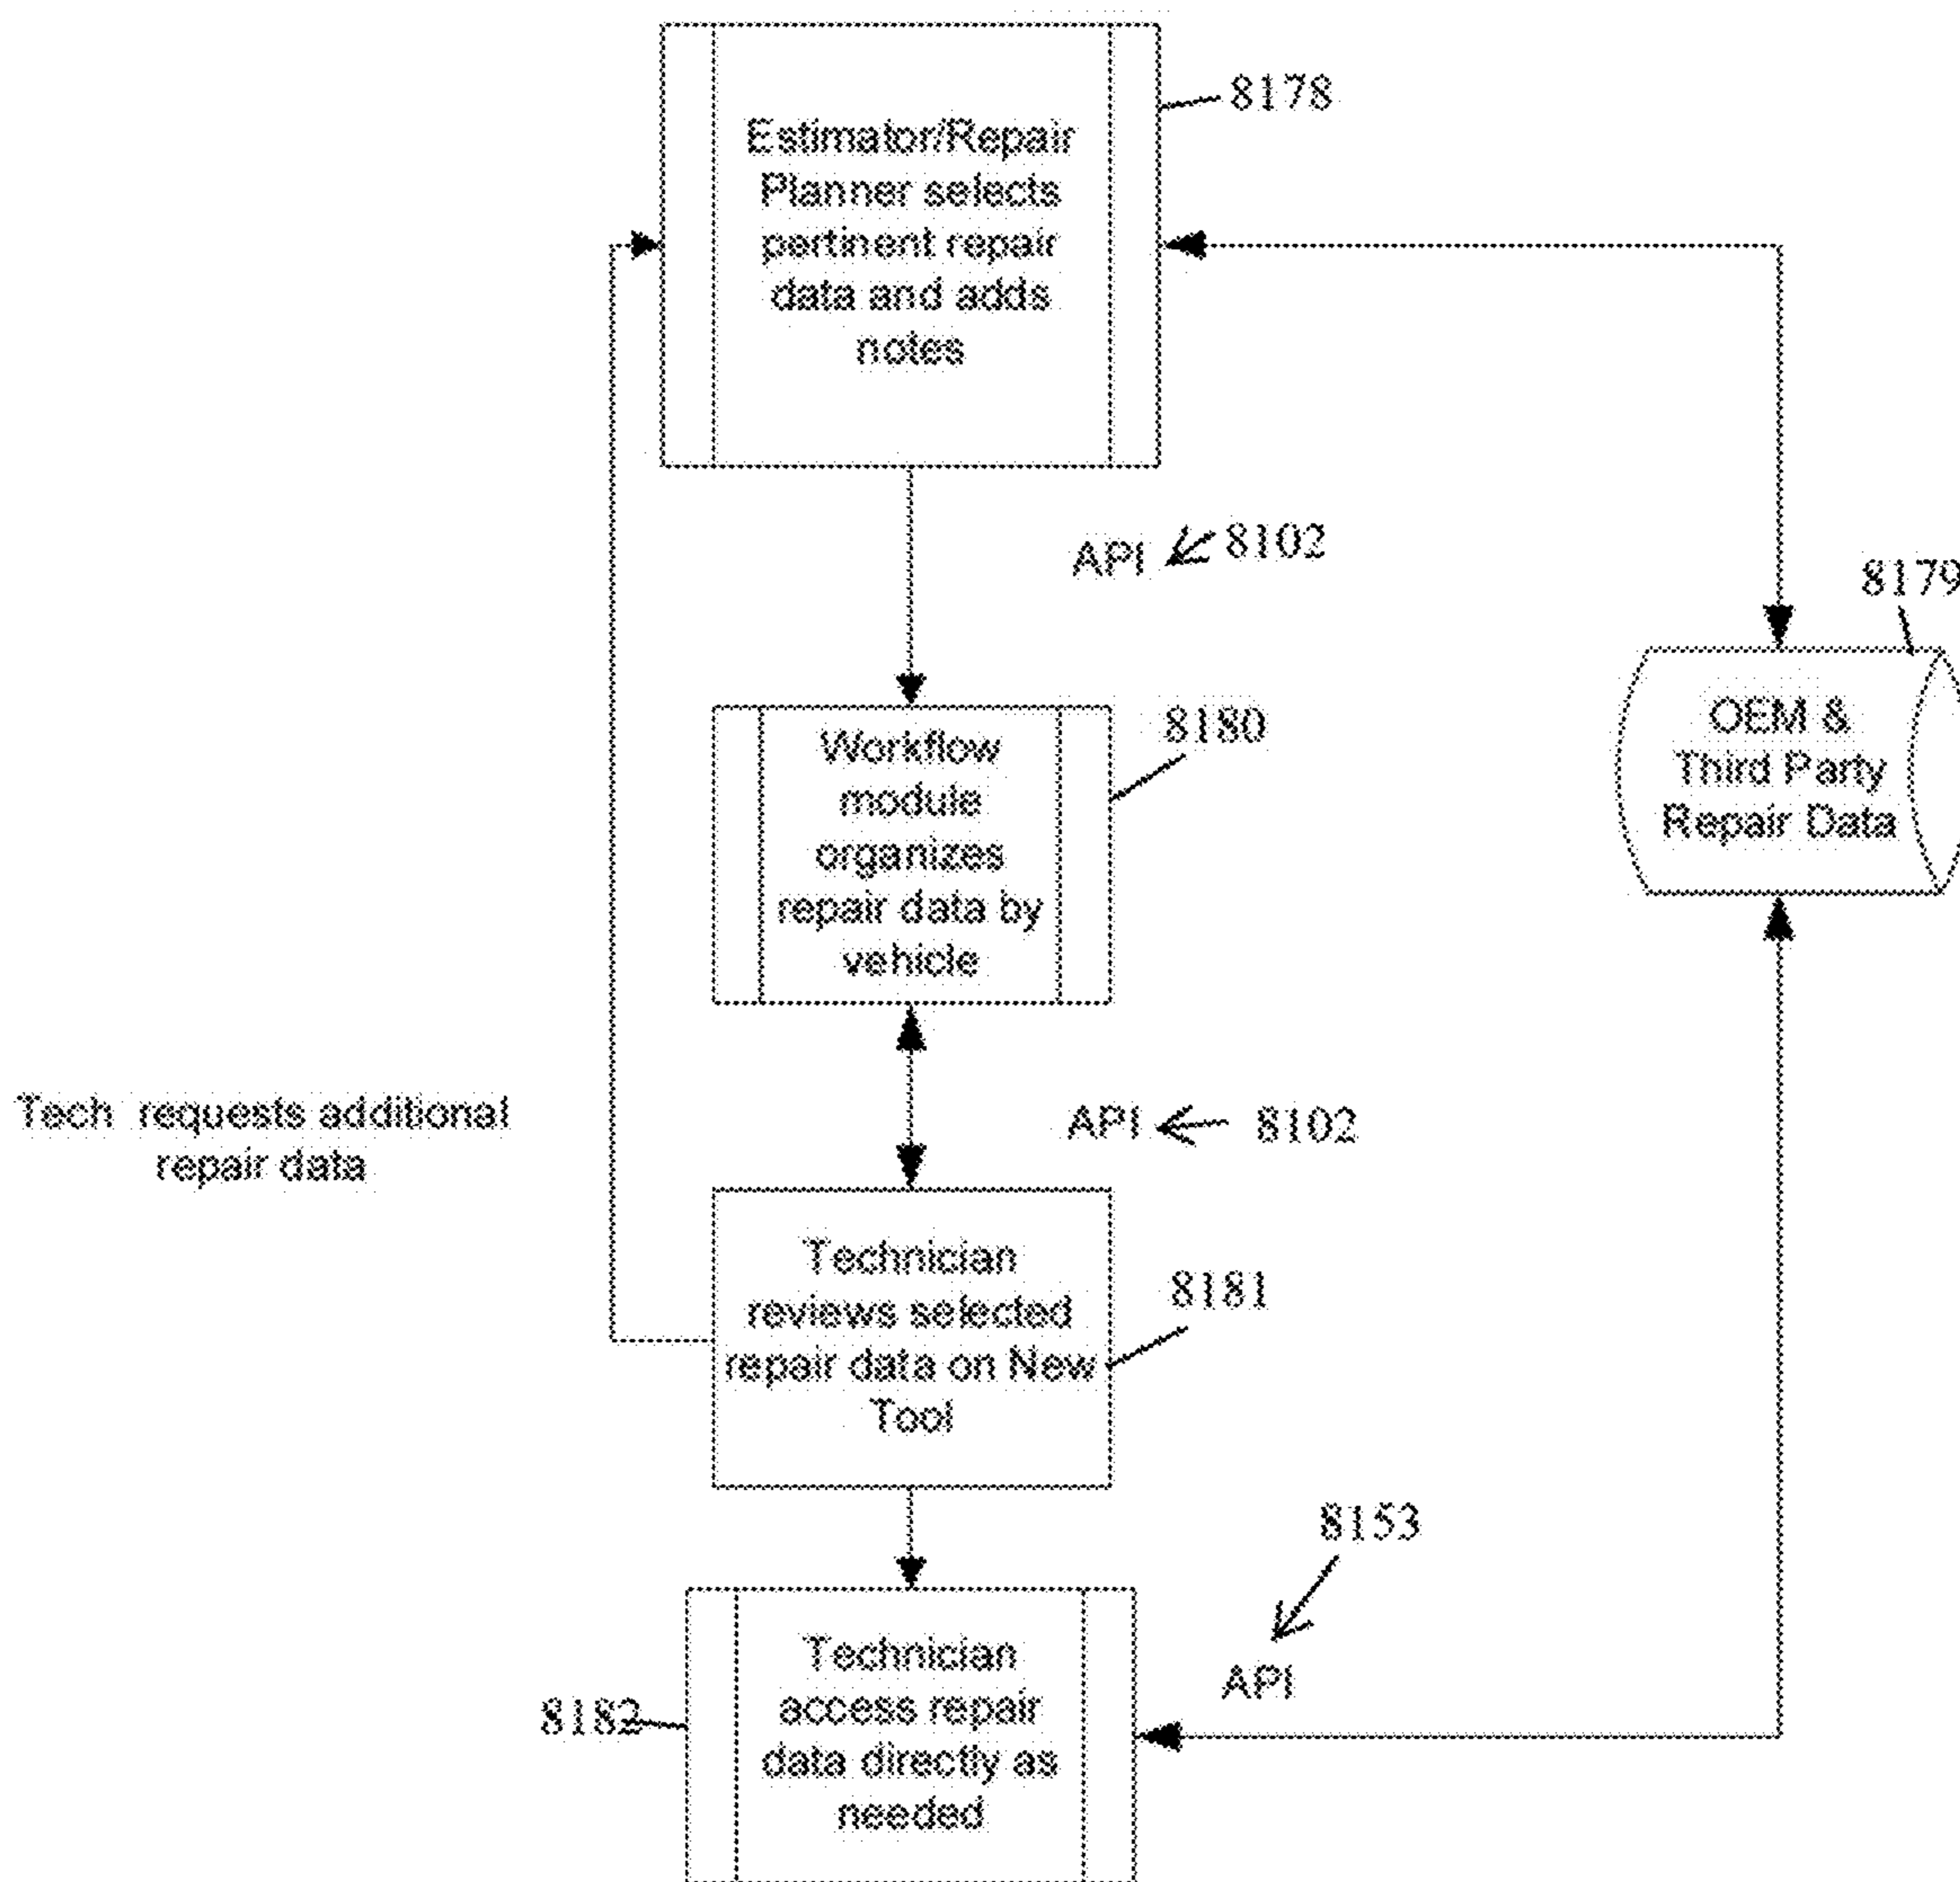 8178
Estimator/Repair
Planner selects
pertinent repair
data and adds
notes
API
8102
8179
OEM &
Third Party
Repair Data
8180
Workflow
module
organizes
repair data by
vehicle
Tech requests additional
repair data
API
8102
Technician
reviews selected
repair data on New
Tool
8181
8153
API
8182
Technician
access repair
data directly as
needed